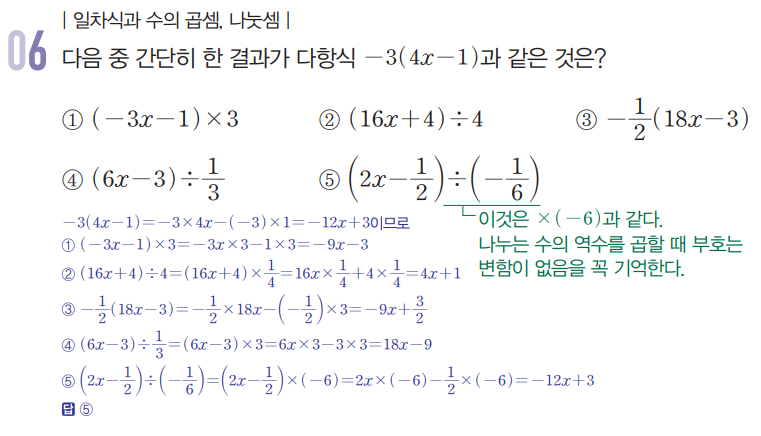 | 일차식과 수의 곱셈, 나눗셈 |
06 다음 중 간단히 한 결과가 다항식 −3(4x−1)과 같은 것은?
① (−3x−1)×3 ② (16x+4)÷4 ③ −1/2(18x−3)
④ (6x−3)÷1/3 ⑤ (2x−1/2)÷(−1/6)
이것은 ×(−6)과 같다.
나누는 수의 역수를 곱할 때 부호는
변함이 없음을 꼭 기억한다.
−3(4x−1)=−3×4x−(−3)×1=−12x+3이므로
① (−3x−1)×3=−3x×3−1×3=−9x−3
② (16x+4)÷4=(16x+4)×1/4=16x×1/4+4×1/4=4x+1
③ −1/2(18x−3)=−1/2×18x−(−1/2)×3=−9x+3/2
④ (6x−3)÷1/3=(6x−3)×3=6x×3−3×3=18x−9
⑤ (2x−1/2)÷(−1/6)=(2x−1/2)×(−6)=2x×(−6)−1/2×(−6)=−12x+3
답 ⑤